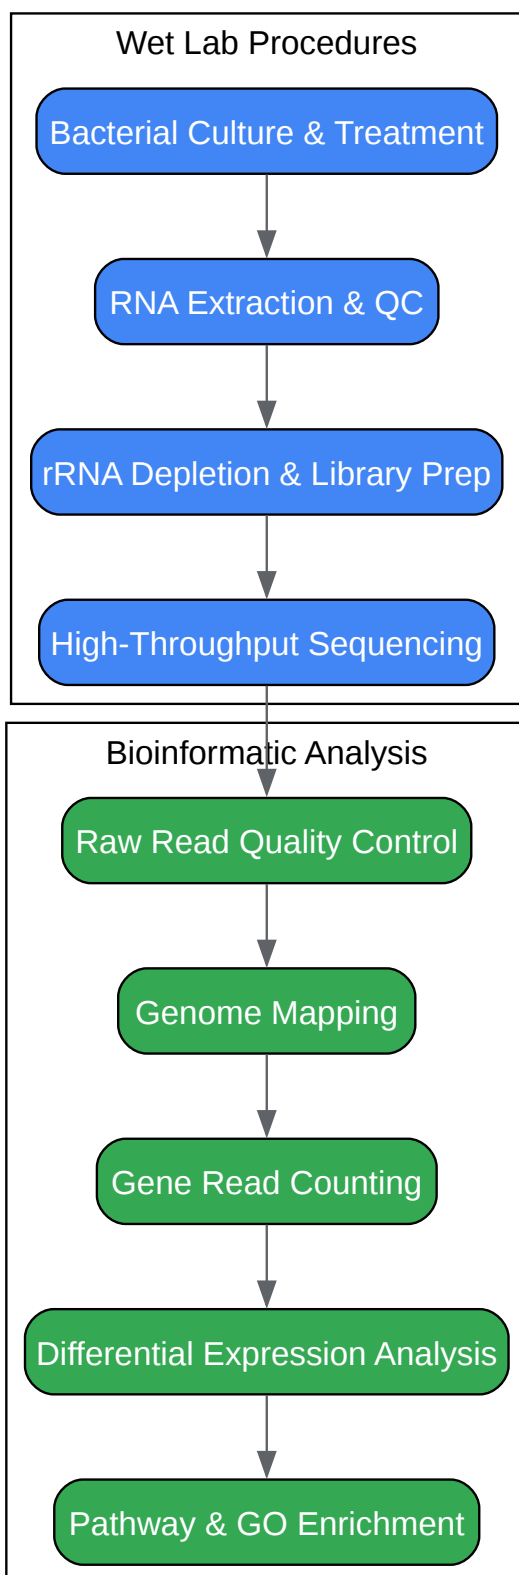 Wet Lab Procedures
Bacterial Culture & Treatment
RNA Extraction & QC
rRNA Depletion & Library Prep
High-Throughput Sequencing
Bioinformatic Analysis
Raw Read Quality Control
Genome Mapping
Gene Read Counting
Differential Expression Analysis
Pathway & GO Enrichment